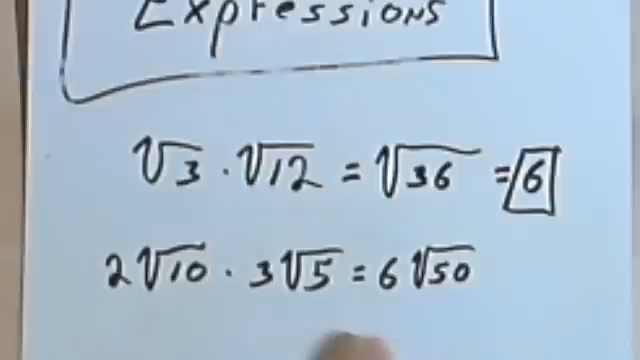 Expressions
√3 · √12 = √36 = 6
2√10 · 3√5 = 6√50